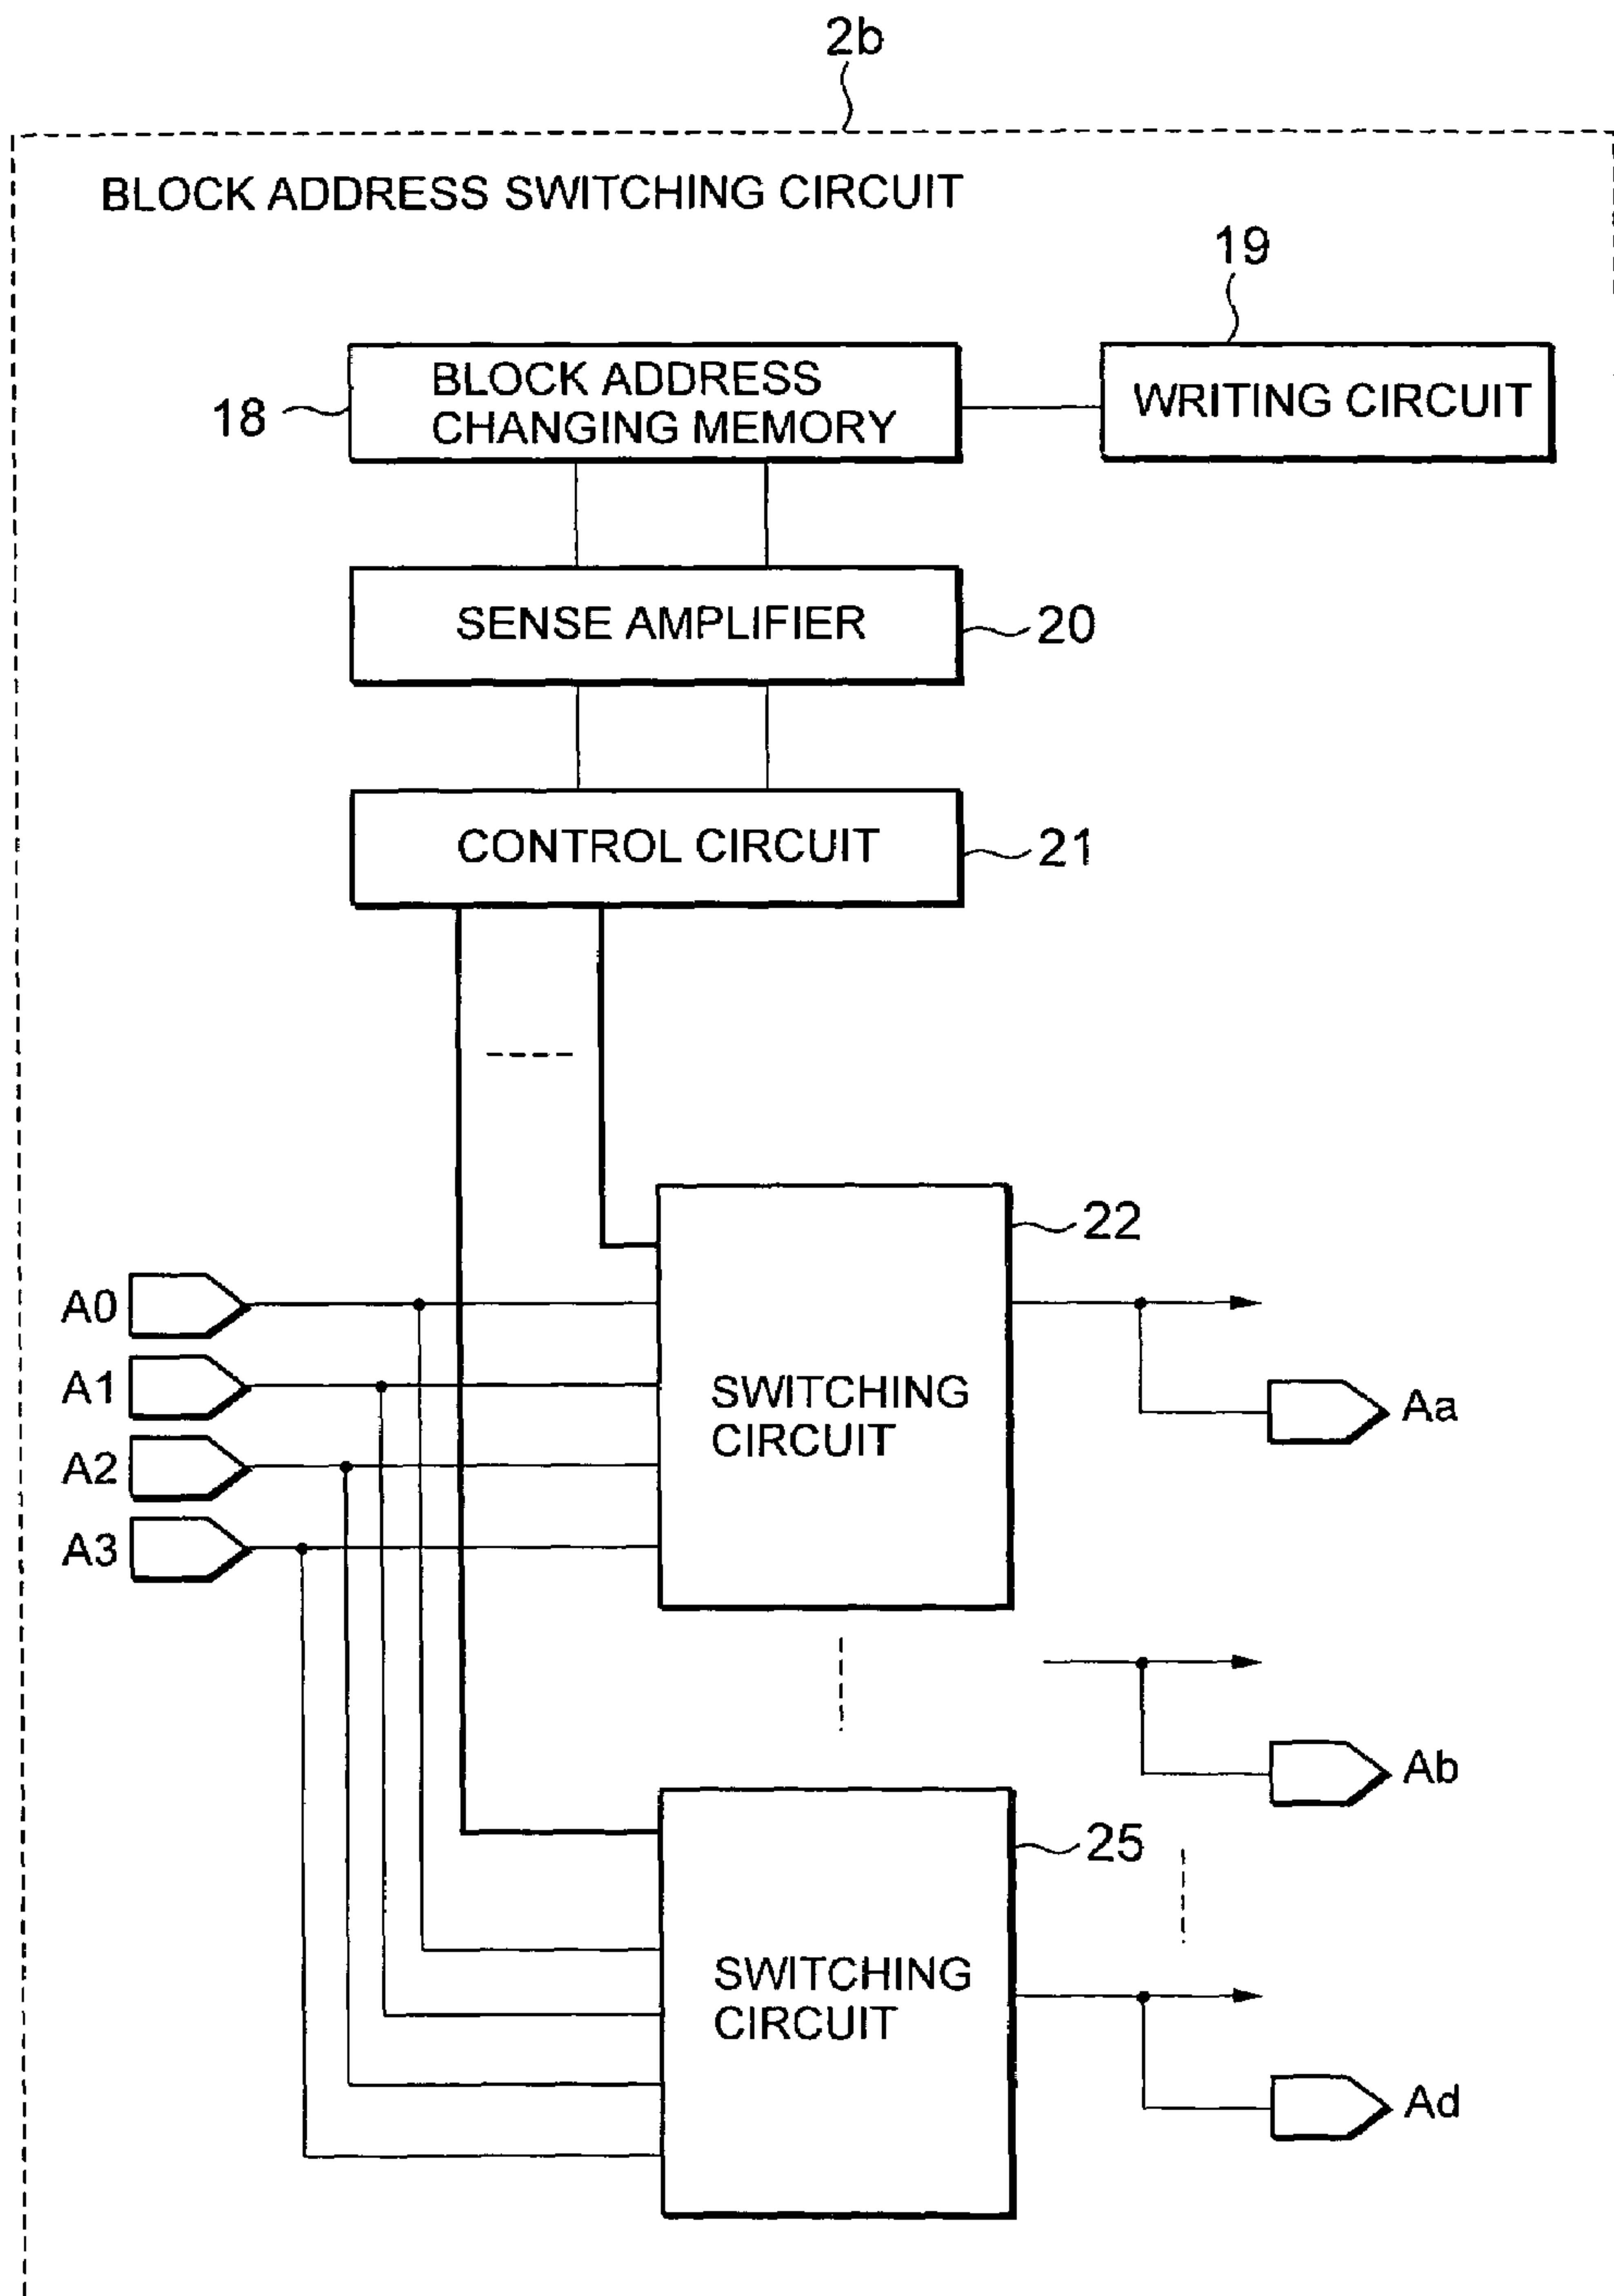 2b
BLOCK ADDRESS SWITCHING CIRCUIT
19
18
BLOCK ADDRESS
CHANGING MEMORY
WRITING CIRCUIT
SENSE AMPLIFIER
20
CONTROL CIRCUIT
21
22
A0
A1
A2
A3
SWITCHING
CIRCUIT
Aa
Ab
25
SWITCHING
CIRCUIT
Ad